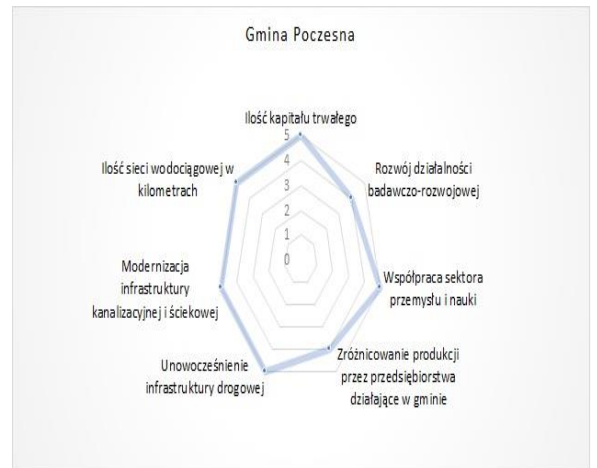 Gmina Poczesna
Ilość kapitału trwałego
5
4
3
2
1
0
Rozwój działalności
badawczo-rozwojowej
Współpraca sektora
przemysłu i nauki
Zróżnicowanie produkcji
przez przedsiębiorstwa
działające w gminie
Unowocześnienie
infrastruktury drogowej
Modernizacja
infrastruktury
kanalizacyjnej i ściekowej
Ilość sieci wodociągowej w
kilometrach